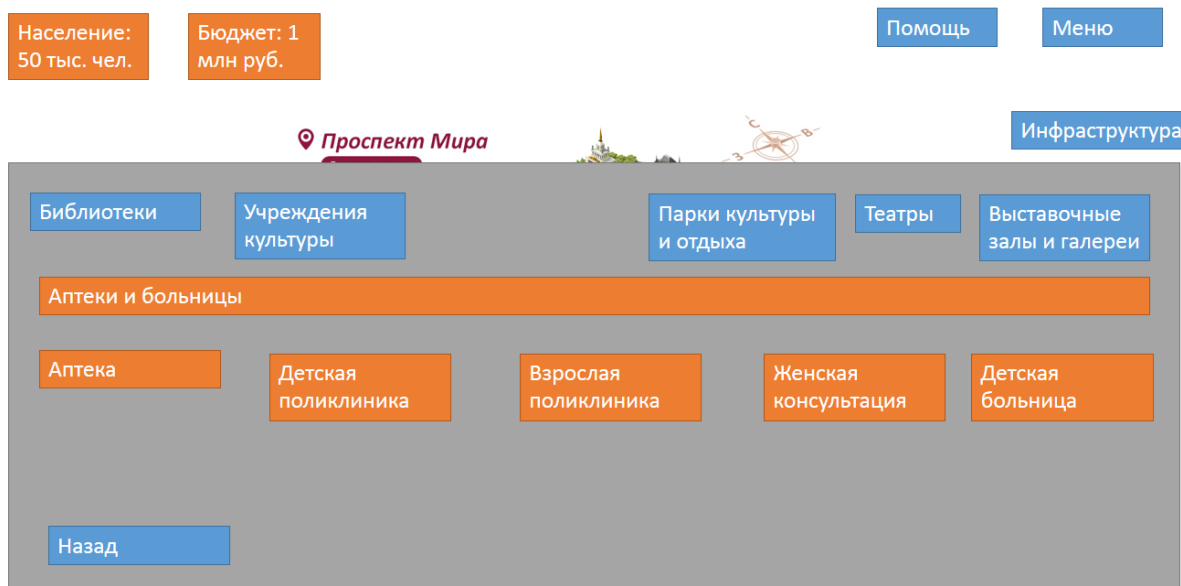 Население:
50 тыс. чел.
Бюджет: 1
млн руб.
Помощь
Меню
Проспект Мира
С
В
З
Инфраструктура
Библиотеки
Учреждения
культуры
Парки культуры
и отдыха
Театры
Выставочные
залы и галереи
Аптеки и больницы
Аптека
Детская
поликлиника
Взрослая
поликлиника
Женская
консультация
Детская
больница
Назад